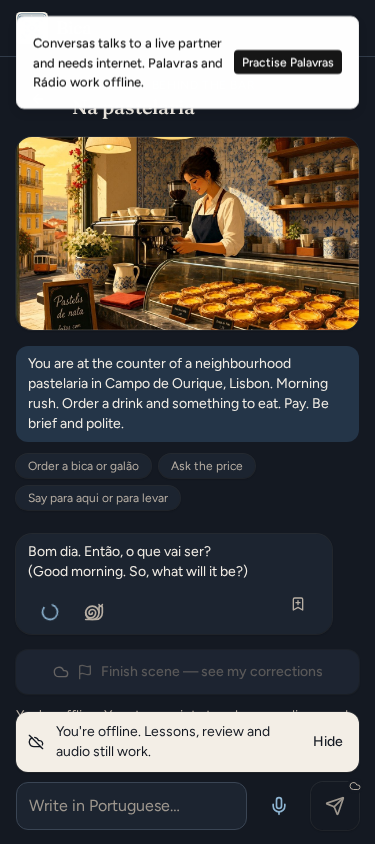 Conversas talks to a live partner
and needs internet. Palavras and
Rádio work offline.
Practise Palavras
Na pastelaria
Pastéis
de nata
You are at the counter of a neighbourhood
pastelaria in Campo de Ourique, Lisbon. Morning
rush. Order a drink and something to eat. Pay. Be
brief and polite.
Order a bica or galão
Ask the price
Say para aqui or para levar
Bom dia. Então, o que vai ser?
(Good morning. So, what will it be?)
Finish scene — see my corrections
You're offline. Lessons, review and
audio still work.
Hide
Write in Portuguese...